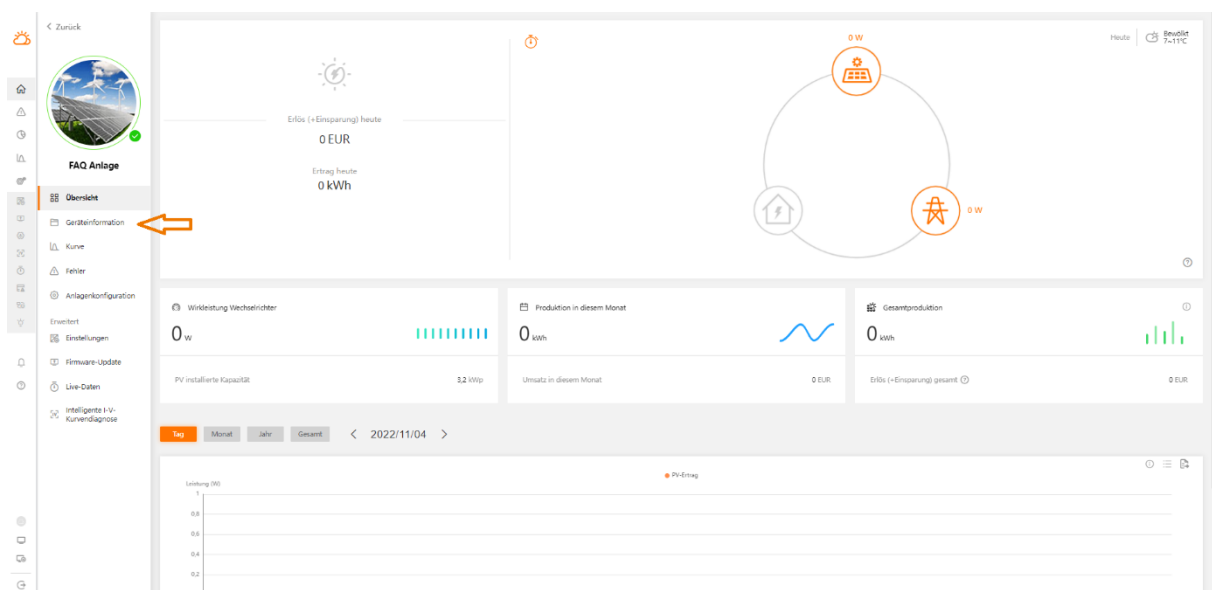 Zurück
FAQ Anlage
Übersicht
Geräteinformation
Kurve
Fehler
Anlagenkonfiguration
Erweitert
Einstellungen
Firmware-Update
Live-Daten
Intelligente I-V-
Kurvendiagnose
Erlös (+Einsparung) heute
0 EUR
Ertrag heute
0 kWh
0 W
0 W
Heute
Bewölkt
7~11°C
Wirkleistung Wechselrichter
0 W
PV installierte Kapazität
3,2 kWp
Produktion in diesem Monat
0 kWh
Umsatz in diesem Monat
0 EUR
Gesamtproduktion
0 kWh
Erlös (+Einsparung) gesamt
0 EUR
Tag
Monat
Jahr
Gesamt
2022/11/04
PV-Ertrag
Leistung (W)
1
0,8
0,6
0,4
0,2